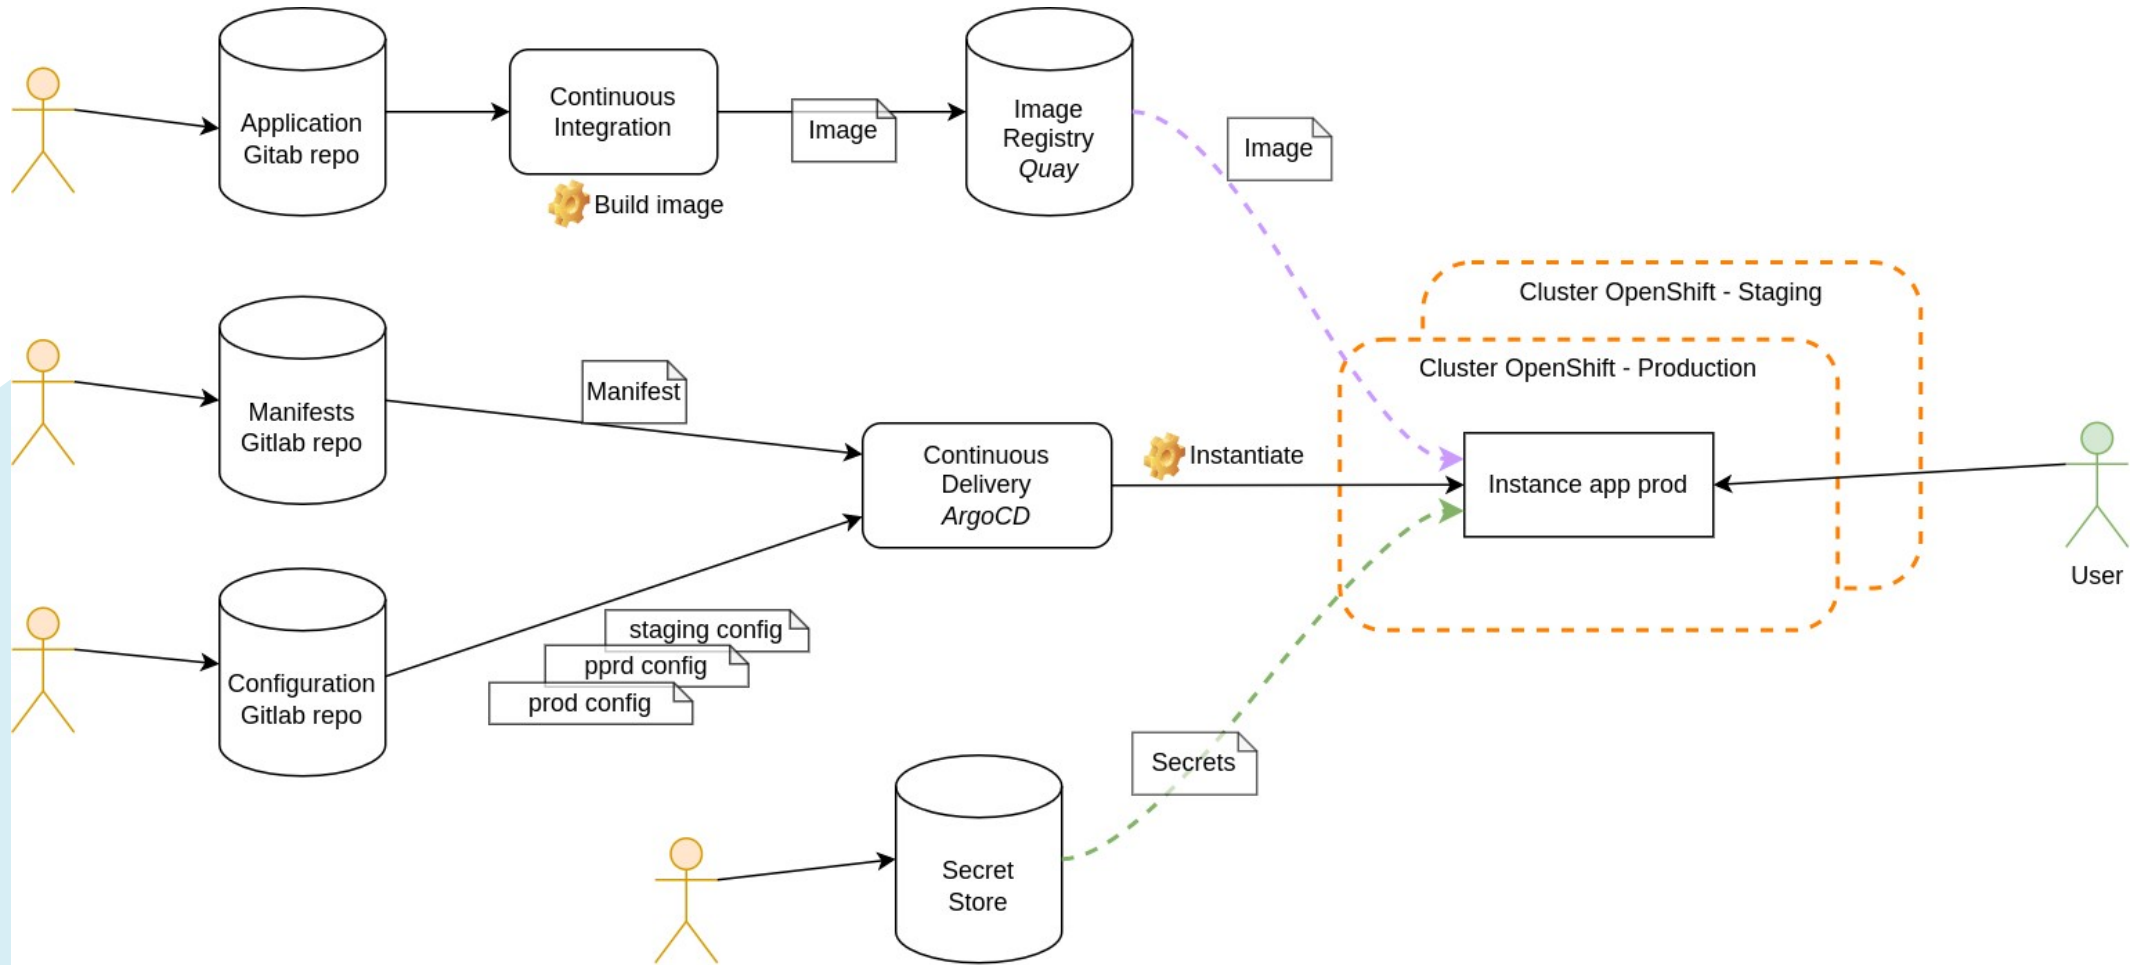 Application
Gitab repo
Continuous
Integration
Build image
Image
Image
Registry
Quay
Image
Cluster OpenShift - Staging
Cluster OpenShift - Production
Manifests
Gitlab repo
Manifest
Continuous
Delivery
ArgoCD
Instantiate
Instance app prod
User
Configuration
Gitlab repo
staging config
pprd config
prod config
Secrets
Secret
Store